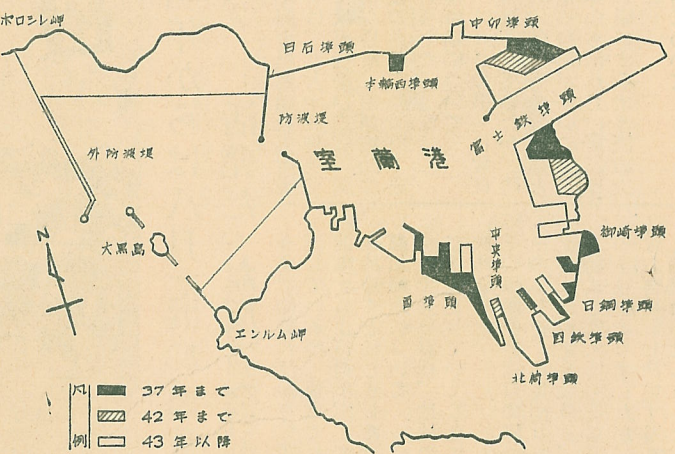 ホロシレ岬
日石埠頭
中卯埠頭
本輪西埠頭
防波堤
富士鉄埠頭
外防波堤
室蘭港
N
大黒島
中央埠頭
御崎埠頭
西埠頭
日鋼埠頭
日鉄埠頭
エンルム岬
北崎埠頭
凡例
37年まで
42年まで
43年以降